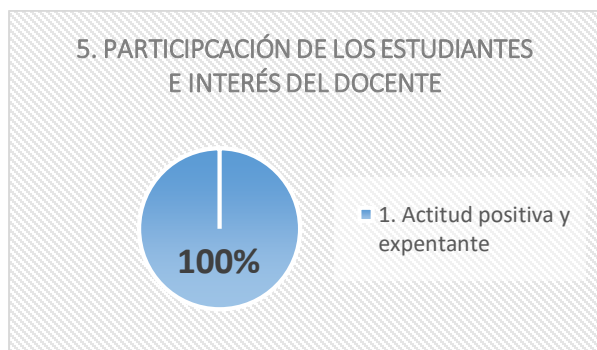 5. PARTICIPCACIÓN DE LOS ESTUDIANTES
E INTERÉS DEL DOCENTE
100%
1. Actitud positiva y
expentante